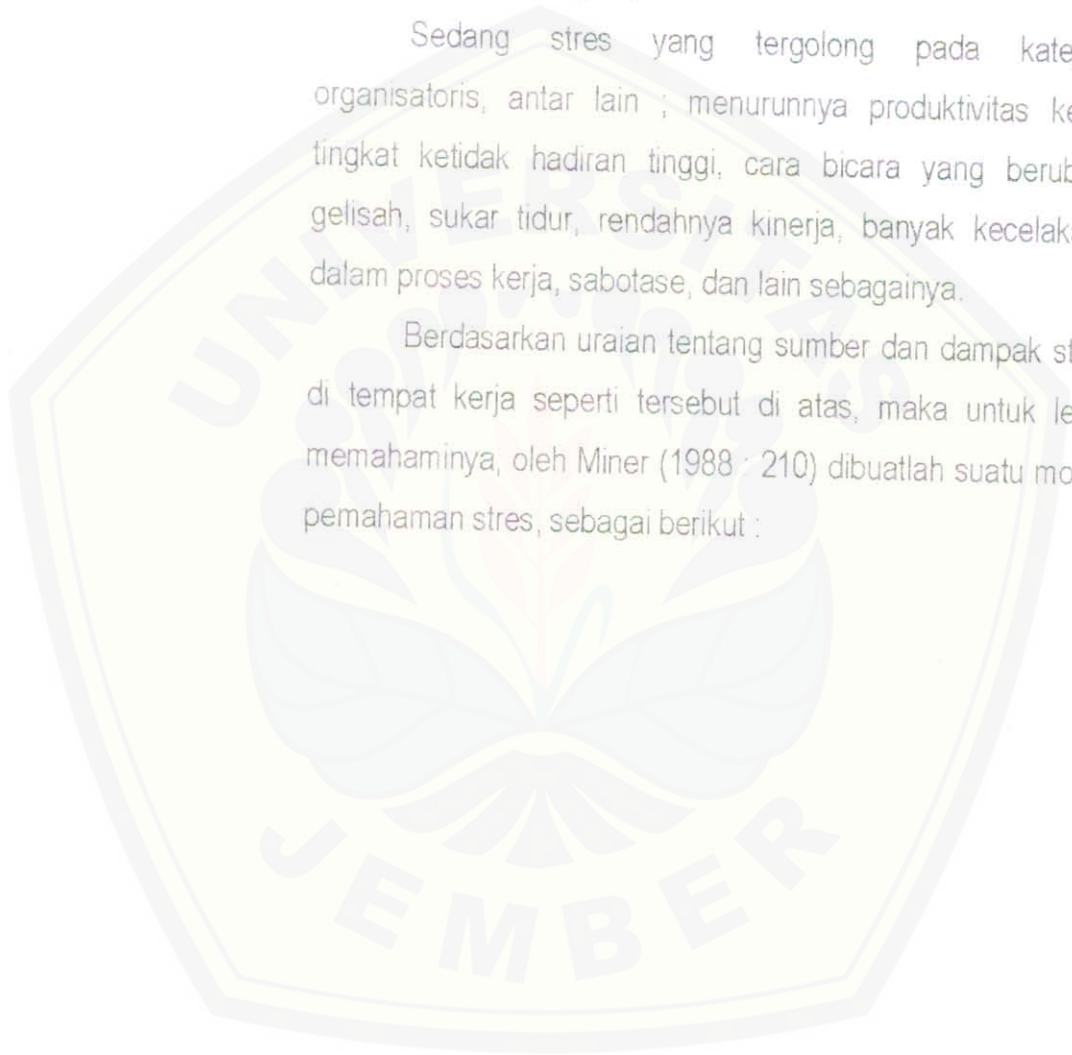 Sedang stres yang tergolong pada kate
organisatoris, antar lain ; menurunnya produktivitas ke
tingkat ketidak hadiran tinggi, cara bicara yang berub
gelisah, sukar tidur, rendahnya kinerja, banyak kecelak
dalam proses kerja, sabotase, dan lain sebagainya.
Berdasarkan uraian tentang sumber dan dampak st
di tempat kerja seperti tersebut di atas, maka untuk le
memahaminya, oleh Miner (1988 : 210) dibuatlah suatu mo
pemahaman stres, sebagai berikut :
UNIVERSITAS
JEMBER